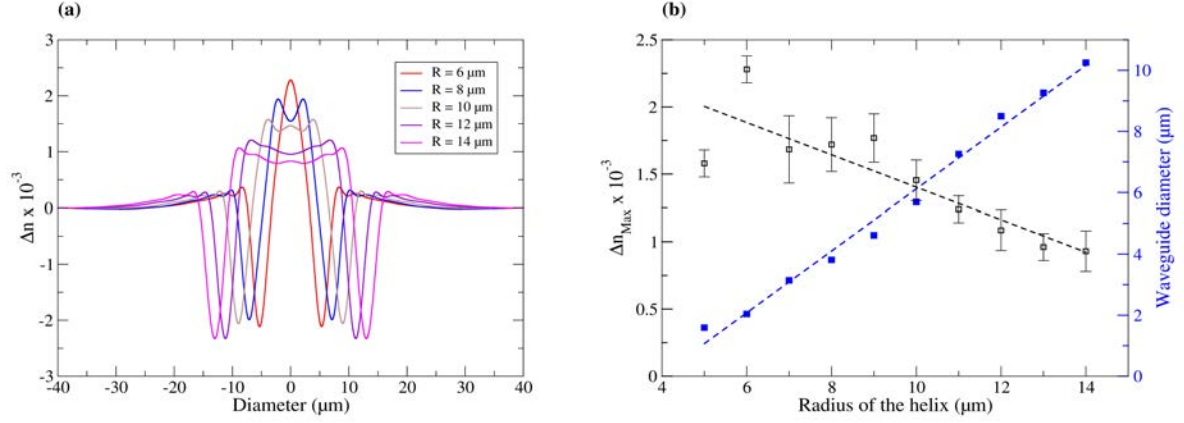 (a)
3
2
1
0
-1
-2
-3
Δn x 10⁻³
-40 -30 -20 -10 0 10 20 30 40
Diameter (μm)
R = 6 μm
R = 8 μm
R = 10 μm
R = 12 μm
R = 14 μm
(b)
2.5
2
1.5
1
0.5
0
Δn_Max x 10⁻³
4 6 8 10 12 14
Radius of the helix (μm)
10
8
6
4
2
0
Waveguide diameter (μm)